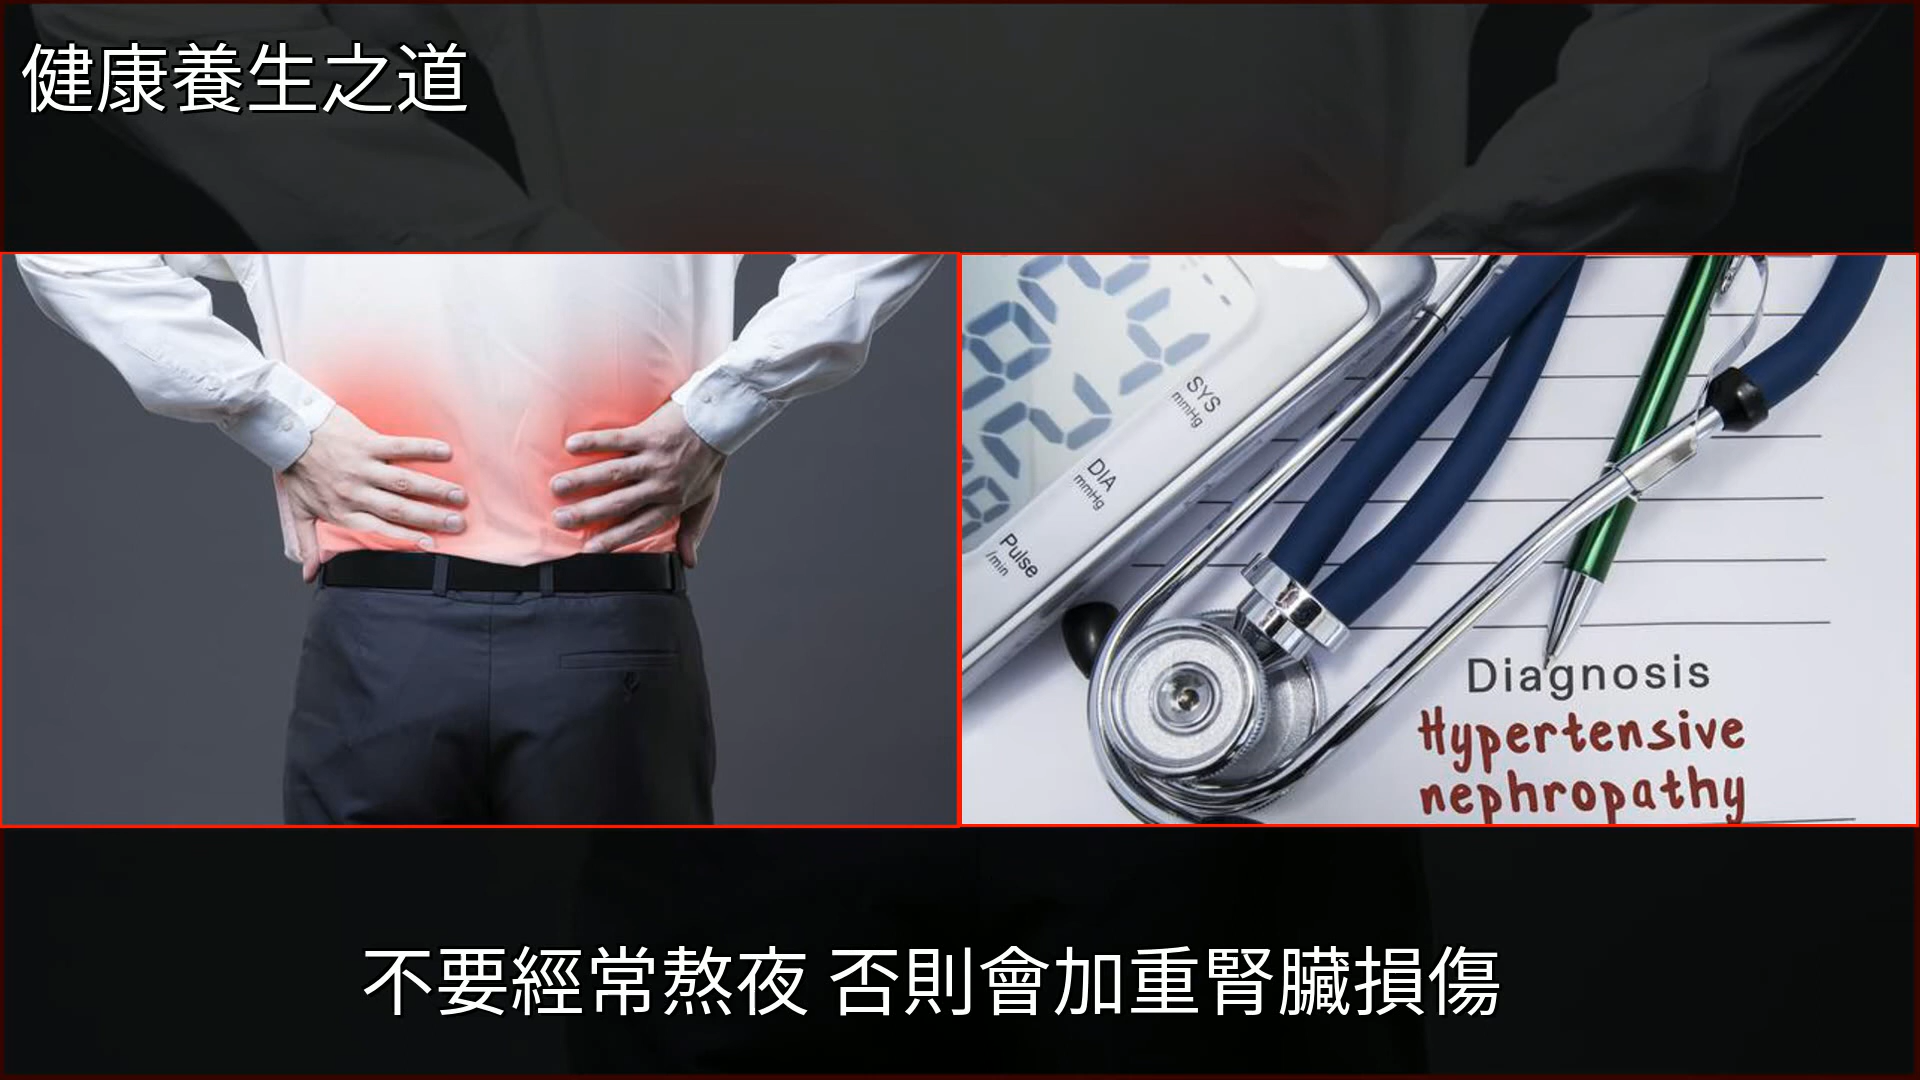 健康養生之道
SYS
mmHg
DIA
mmHg
Pulse
/min
Diagnosis
Hypertensive
nephropathy
不要經常熬夜 否則會加重腎臟損傷